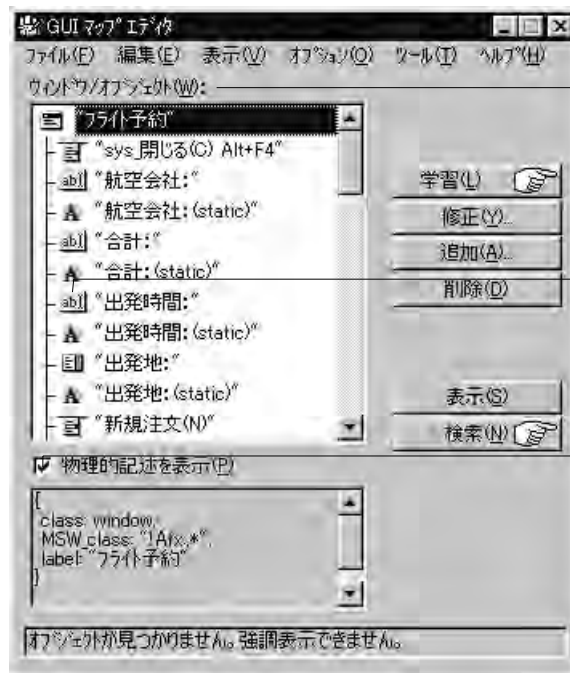 GUI マップ エディタ
ファイル(F) 編集(E) 表示(V) オプション(O) ツール(T) ヘルプ(H)
ウィンドウ/オブジェクト(W):
"フライト予約"
"sys_閉じる(C) Alt+F4"
"航空会社:"
"航空会社: (static)"
"合計:"
"合計: (static)"
"出発時間:"
"出発時間: (static)"
"出発地:"
"出発地: (static)"
"新規注文(N)"
学習(L)
修正(Y)...
追加(A)...
削除(D)
表示(S)
検索(N)
物理的記述を表示(P)
{
class: window,
MSW_class: "!Afx.*",
label: "フライト予約"
}
オブジェクトが見つかりません。強調表示できません。